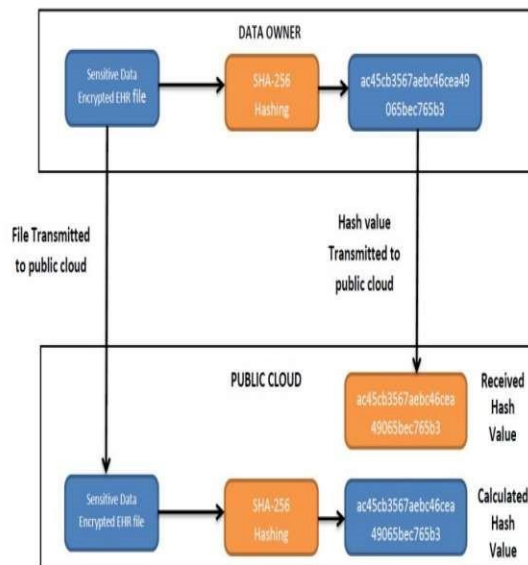 DATA OWNER
Sensitive Data
Encrypted EHR file
SHA-256
Hashing
ac45cb3567aebc46cea49
065bec765b3
File Transmitted
to public cloud
Hash value
Transmitted to
public cloud
PUBLIC CLOUD
ac45cb3567aebc46cea
49065bec765b3
Received
Hash
Value
Sensitive Data
Encrypted EHR file
SHA-256
Hashing
ac45cb3567aebc46cea
49065bec765b3
Calculated
Hash
Value